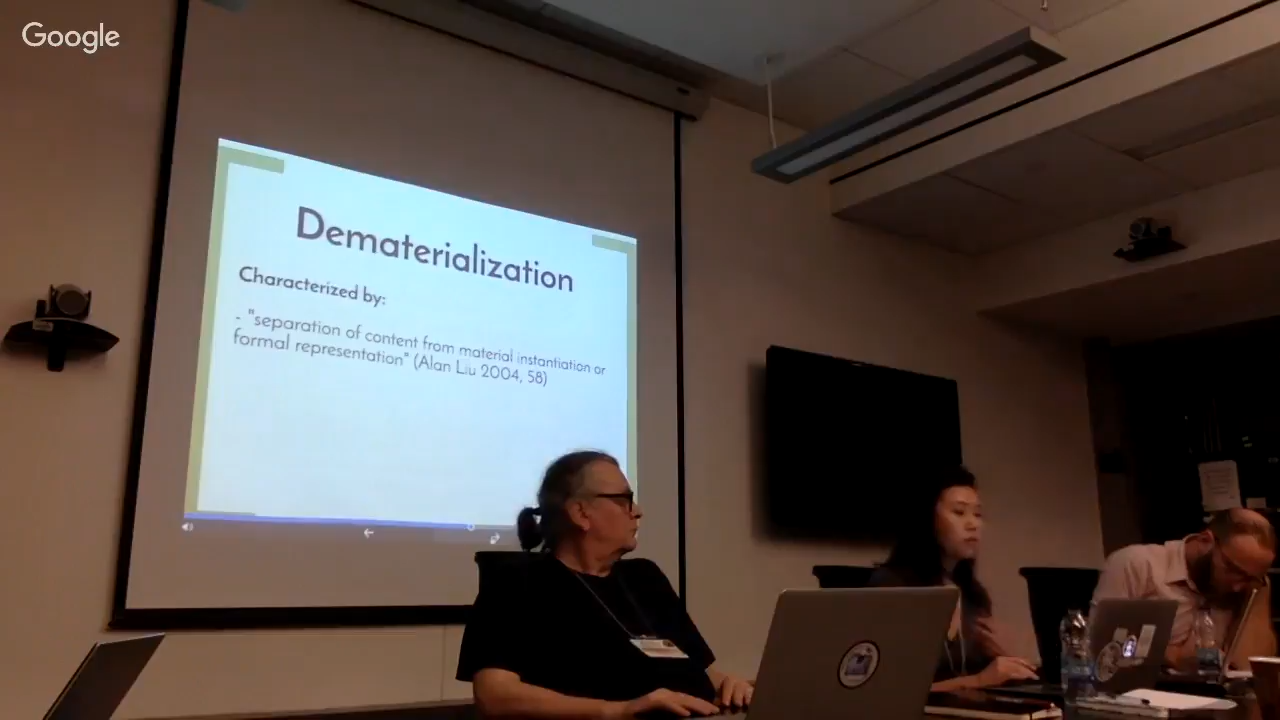 Google
Dematerialization
Characterized by:
- "separation of content from material instantiation or
formal representation" (Alan Liu 2004, 58)